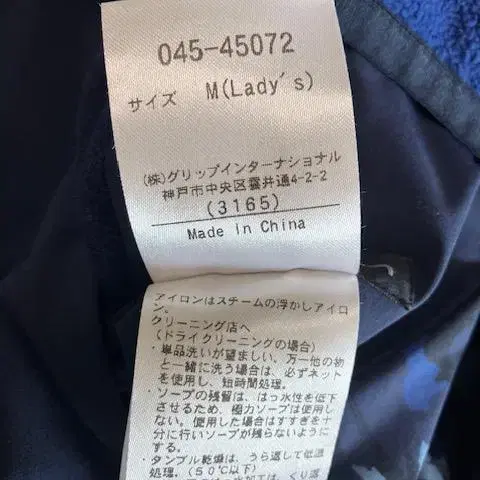 045-45072
サイズ M(Lady's)
(株)グリップインターナショナル
神戸市中央区雲井通4-2-2
(3165)
Made in China
アイロンはスチームの浮かしアイロ
ン。
クリーニング店へ
(ドライクリーニングの場合)
・単品洗いが望ましい。万一他の物
と一緒に洗う場合は、必ずネット
を使用し、短時間処理。
・ソープの残留は、はっ水性を低下
させるため、極力ソープは使用し
ない。使用した場合はすすぎを十
分に行いソープが残らないように
する。
・タンブル乾燥は、うら返して低温
処理。(50℃以下)